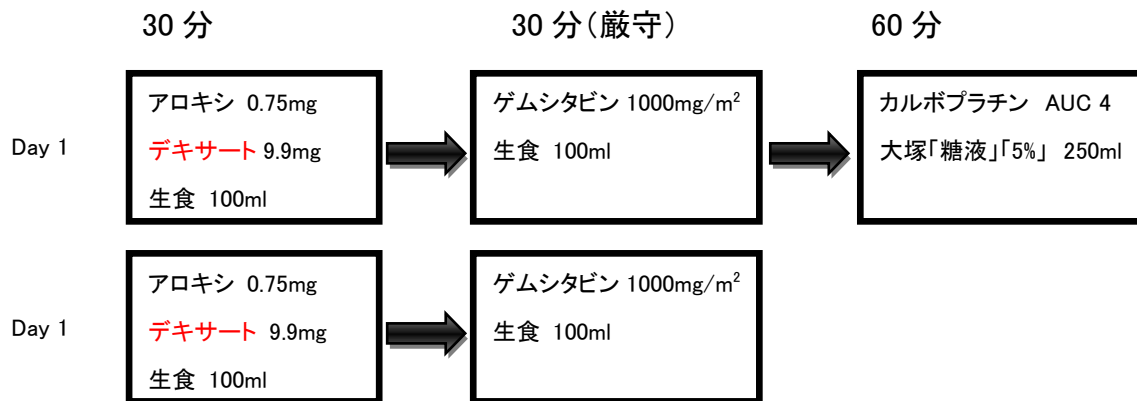 30 分
30 分（厳守）
60 分
Day 1
アロキシ 0.75mg
デキサート 9.9mg
生食 100ml
ゲムシタビン 1000mg/m²
生食 100ml
カルボプラチン AUC 4
大塚「糖液」「5%」 250ml
Day 1
アロキシ 0.75mg
デキサート 9.9mg
生食 100ml
ゲムシタビン 1000mg/m²
生食 100ml